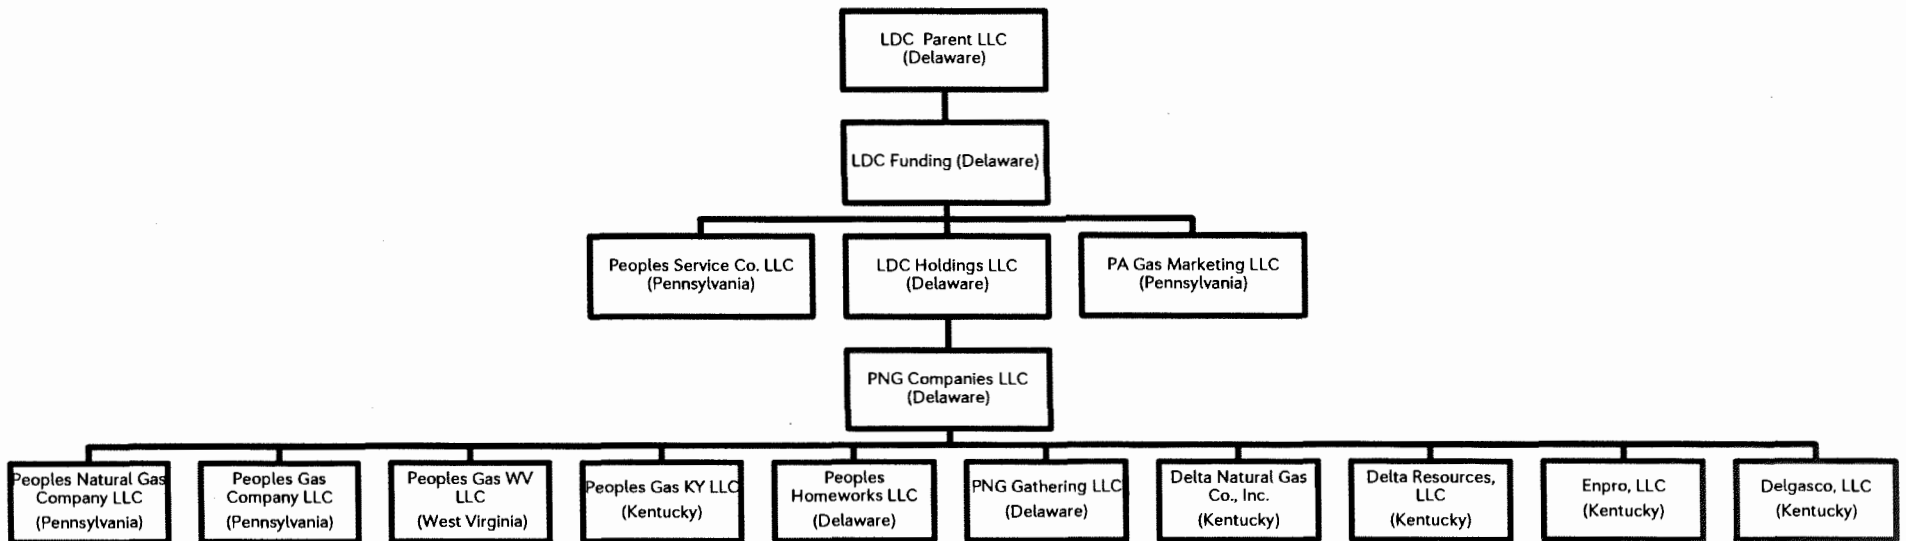 LDC Parent LLC
(Delaware)
LDC Funding (Delaware)
Peoples Service Co. LLC
(Pennsylvania)
LDC Holdings LLC
(Delaware)
PA Gas Marketing LLC
(Pennsylvania)
PNG Companies LLC
(Delaware)
Peoples Natural Gas
Company LLC
(Pennsylvania)
Peoples Gas
Company LLC
(Pennsylvania)
Peoples Gas WV
LLC
(West Virginia)
Peoples Gas KY LLC
(Kentucky)
Peoples
Homeworks LLC
(Delaware)
PNG Gathering LLC
(Delaware)
Delta Natural Gas
Co., Inc.
(Kentucky)
Delta Resources,
LLC
(Kentucky)
Enpro, LLC
(Kentucky)
Delgasco, LLC
(Kentucky)